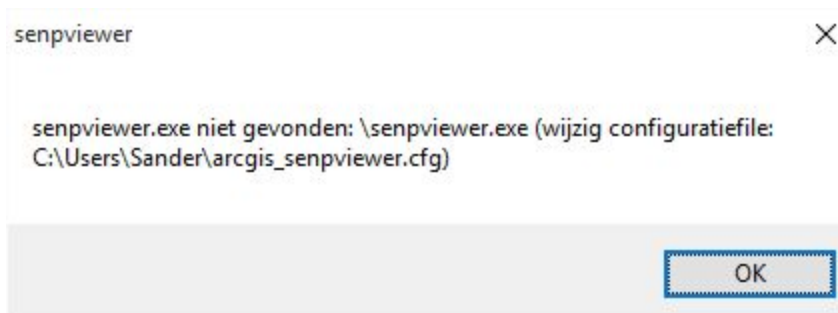 senpviewer
senpviewer.exe niet gevonden: \senpviewer.exe (wijzig configuratiefile:
C:\Users\Sander\arcgis_senpviewer.cfg)
OK